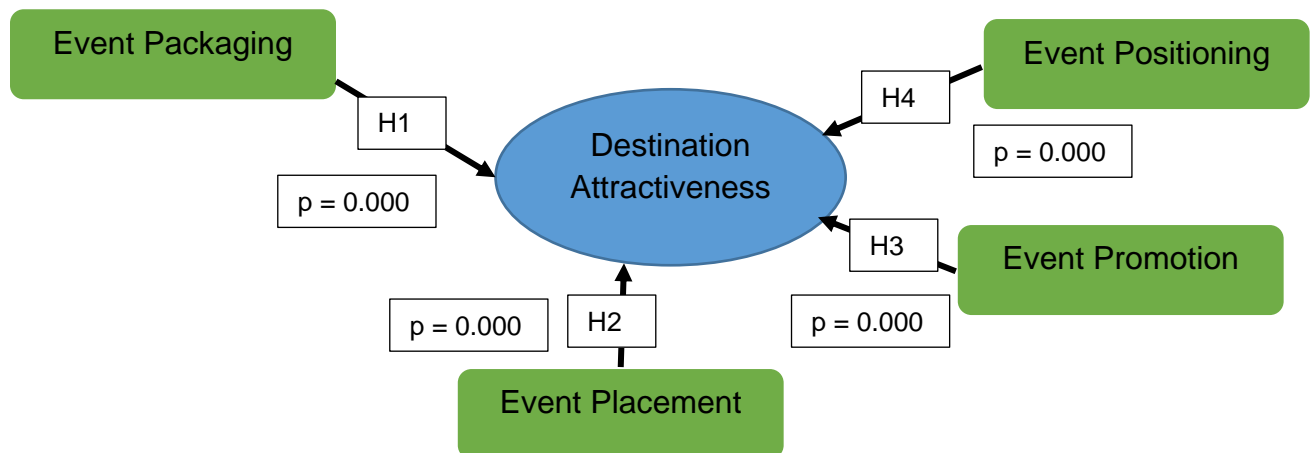 Event Packaging
Event Positioning
H1
H4
Destination
Attractiveness
p = 0.000
p = 0.000
H3
Event Promotion
p = 0.000
H2
p = 0.000
Event Placement